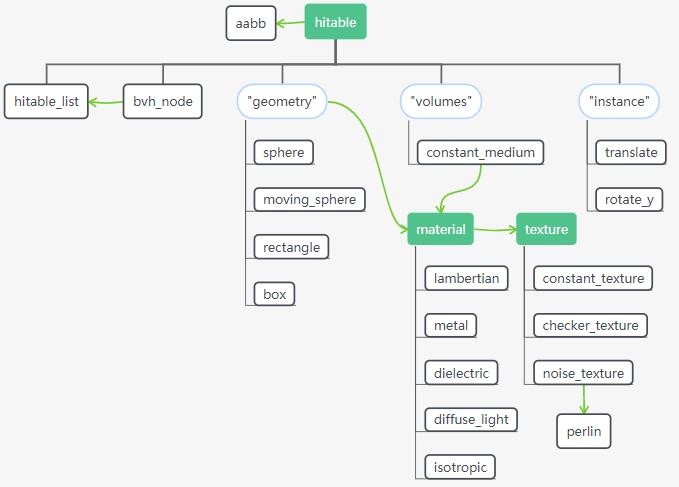 aabb
hitable
hitable_list
bvh_node
"geometry"
"volumes"
"instance"
sphere
constant_medium
translate
moving_sphere
rotate_y
material
texture
rectangle
lambertian
constant_texture
box
metal
checker_texture
dielectric
noise_texture
diffuse_light
perlin
isotropic